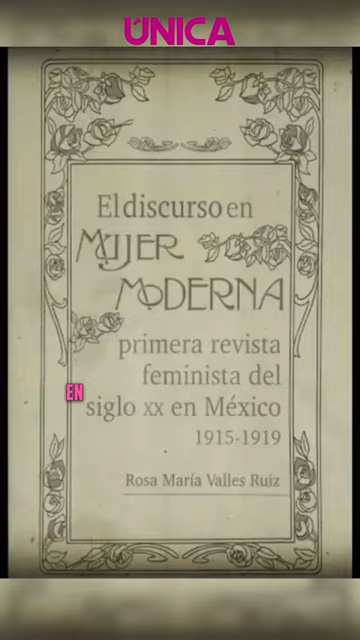 ÚNICA
El discurso en
MUJER
MODERNA
primera revista
feminista del
EN
siglo XX en México
1915-1919
Rosa María Valles Ruiz